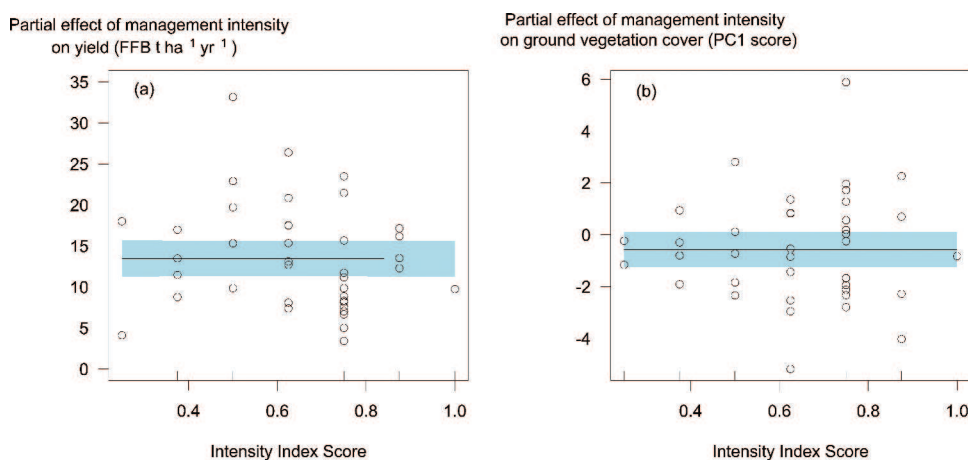 Partial effect of management intensity
on yield (FFB t ha 1 yr 1 )
(a)
35
30
25
20
15
10
5
0
0.4 0.6 0.8 1.0
Intensity Index Score
Partial effect of management intensity
on ground vegetation cover (PC1 score)
(b)
6
4
2
0
-2
-4
0.4 0.6 0.8 1.0
Intensity Index Score